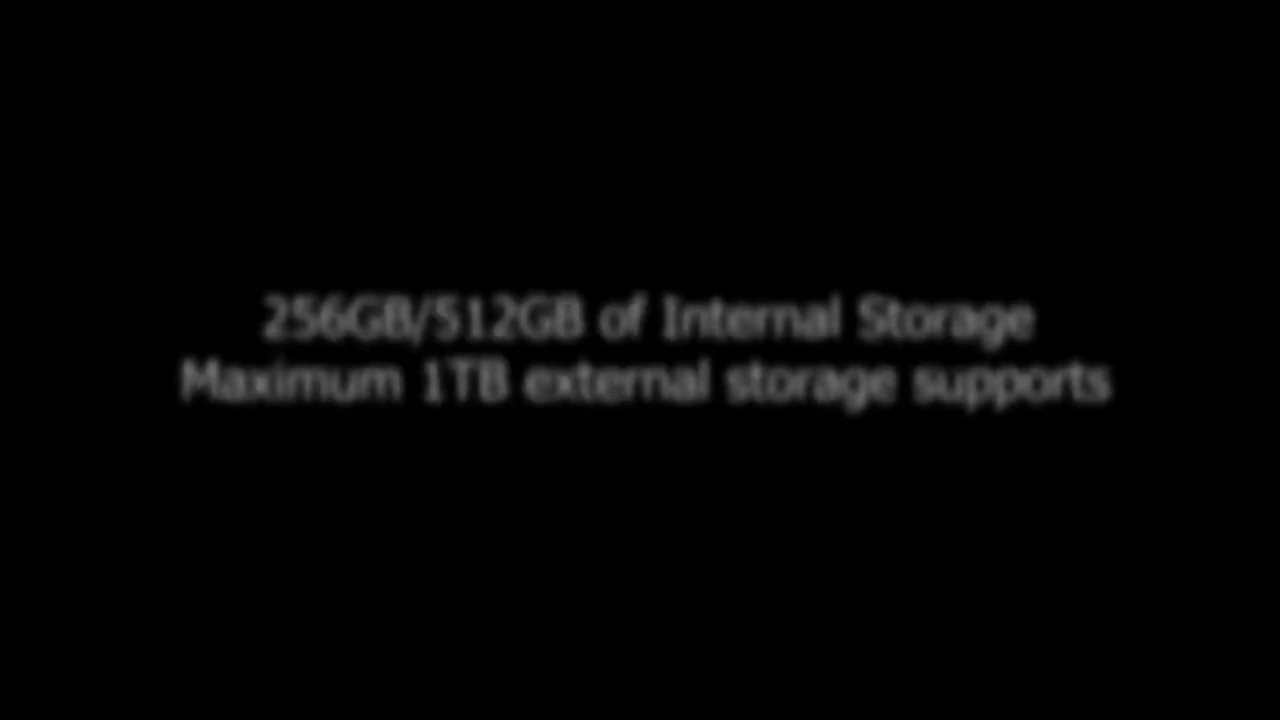 256GB/512GB of Internal Storage
Maximum 1TB external storage supports